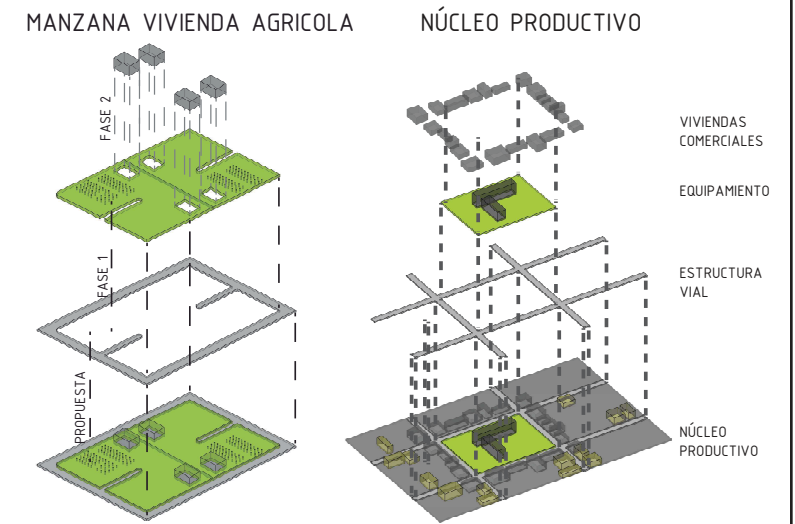 MANZANA VIVIENDA AGRICOLA
NÚCLEO PRODUCTIVO
FASE 2
FASE 1
PROPUESTA
VIVIENDAS
COMERCIALES
EQUIPAMIENTO
ESTRUCTURA
VIAL
NÚCLEO
PRODUCTIVO